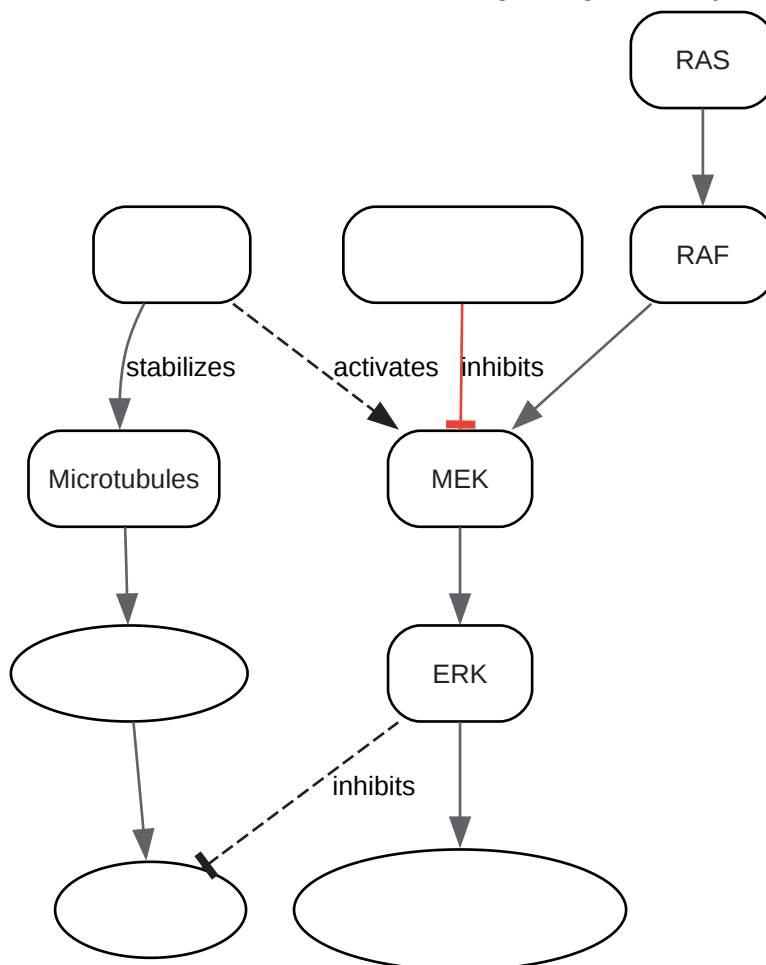 RAS
RAF
stabilizes
activates
inhibits
Microtubules
MEK
ERK
inhibits